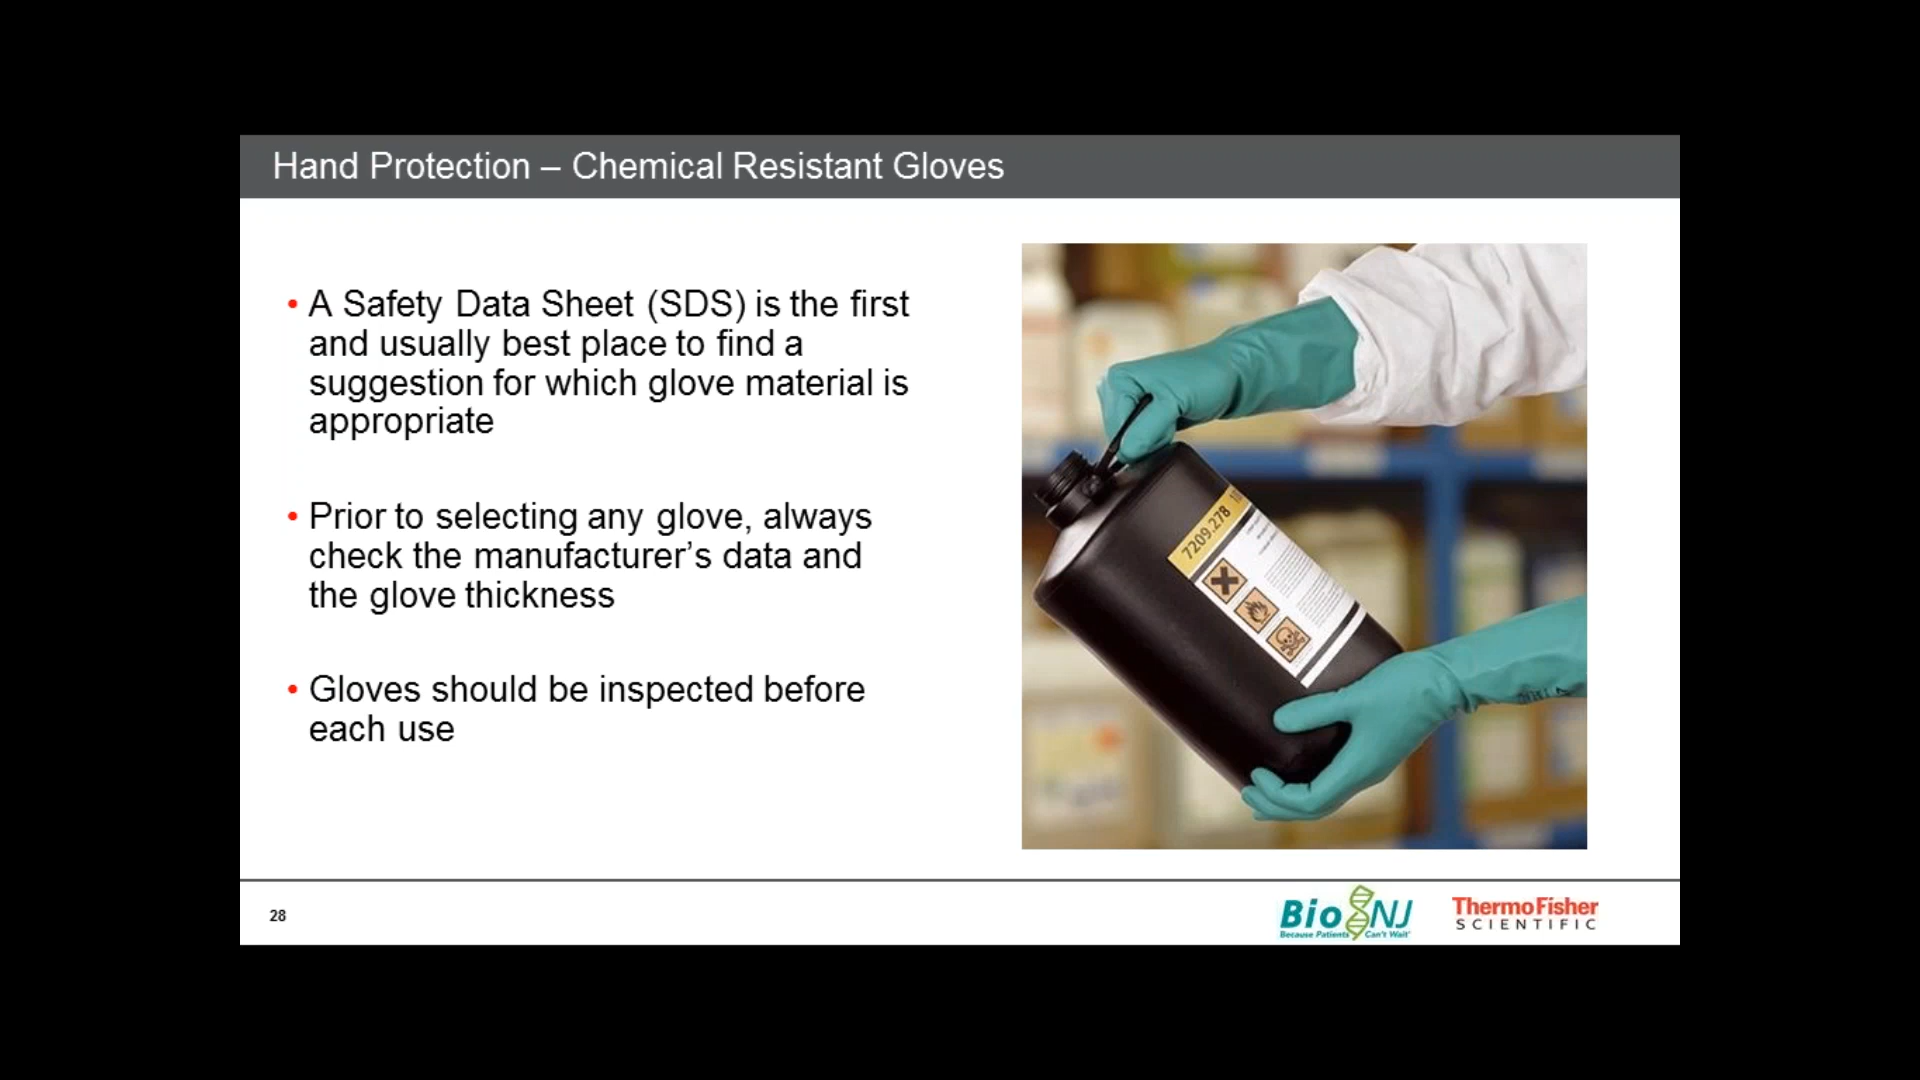 Hand Protection – Chemical Resistant Gloves
• A Safety Data Sheet (SDS) is the first
and usually best place to find a
suggestion for which glove material is
appropriate
• Prior to selecting any glove, always
check the manufacturer’s data and
the glove thickness
• Gloves should be inspected before
each use
7209.278
28
BioNJ
Because Patients Can't Wait
ThermoFisher
SCIENTIFIC